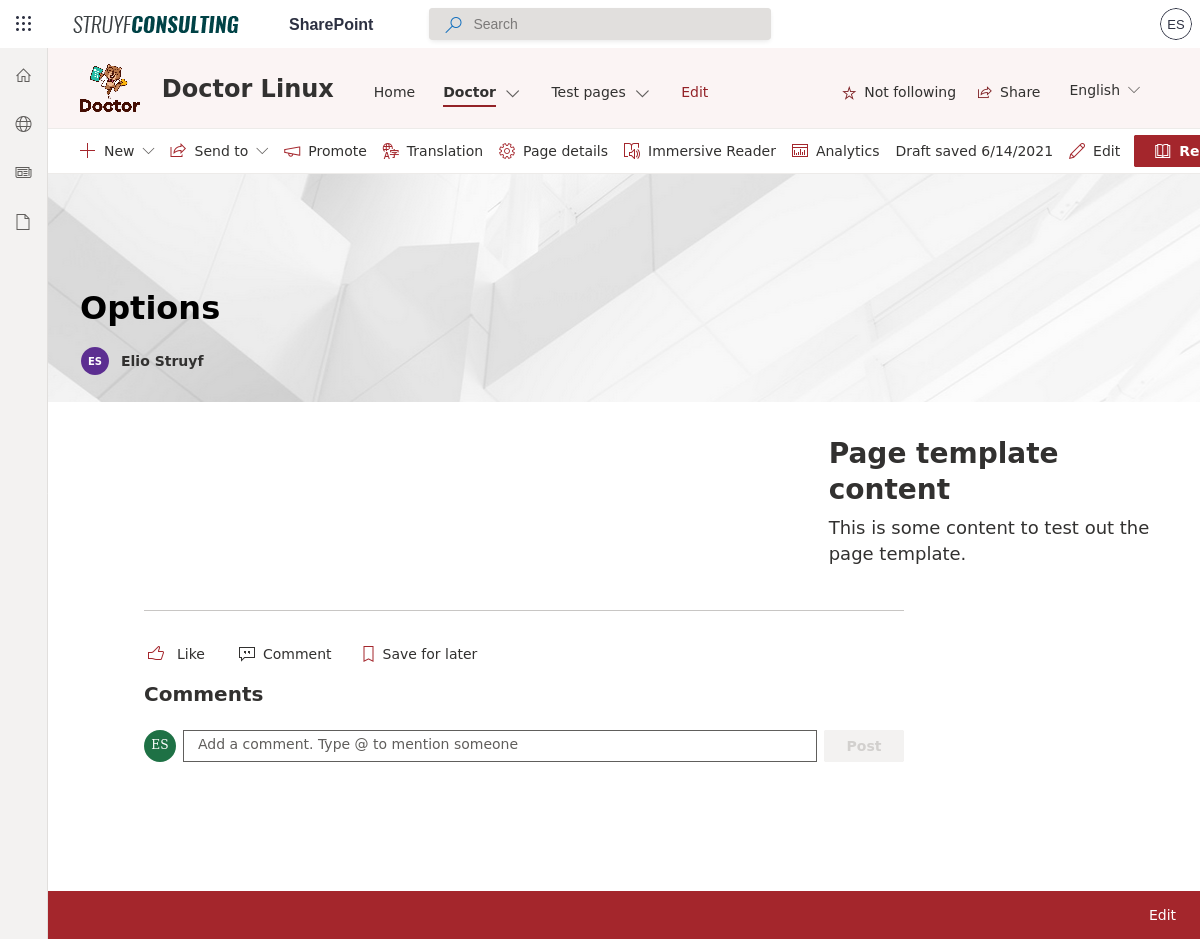 STRUYFCONSULTING SharePoint Search ES
Doctor Doctor Linux Home Doctor Test pages Edit Not following Share English
New Send to Promote Translation Page details Immersive Reader Analytics Draft saved 6/14/2021 Edit Re
Options
ES Elio Struyf
Page template
content
This is some content to test out the
page template.
Like Comment Save for later
Comments
ES Add a comment. Type @ to mention someone Post
Edit